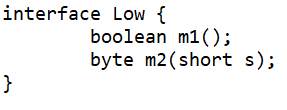 interface Low {
        boolean m1();
        byte m2(short s);
}